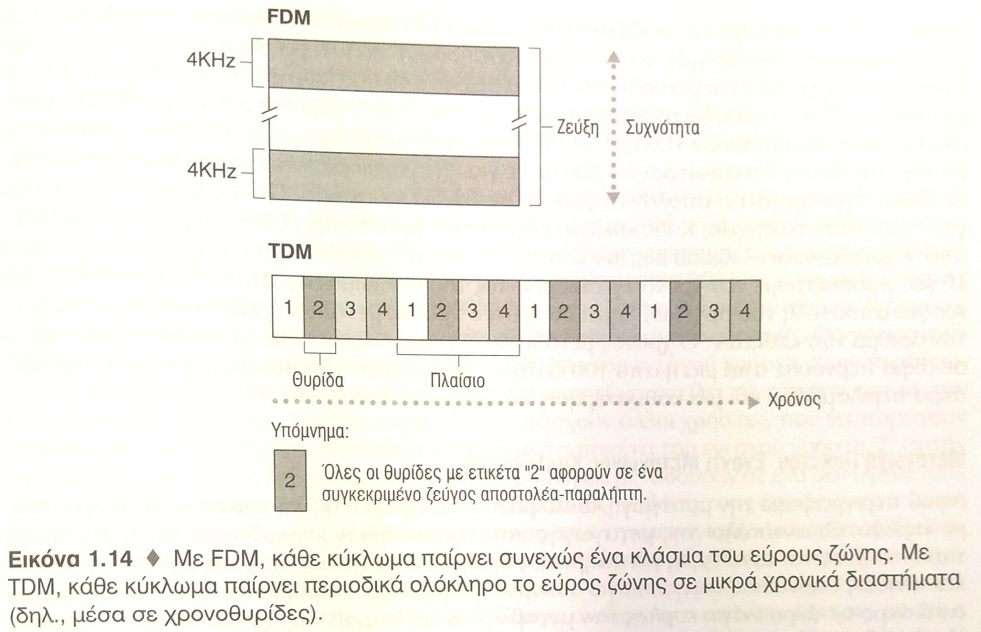 FDM
4KHz
4KHz
Ζεύξη
Συχνότητα
TDM
1 2 3 4 1 2 3 4 1 2 3 4 1 2 3 4
Θυρίδα
Πλαίσιο
Χρόνος
Υπόμνημα:
2
Όλες οι θυρίδες με ετικέτα "2" αφορούν σε ένα
συγκεκριμένο ζεύγος αποστολέα-παραλήπτη.
Εικόνα 1.14 ♦ Με FDM, κάθε κύκλωμα παίρνει συνεχώς ένα κλάσμα του εύρους ζώνης. Με
TDM, κάθε κύκλωμα παίρνει περιοδικά ολόκληρο το εύρος ζώνης σε μικρά χρονικά διαστήματα
(δηλ., μέσα σε χρονοθυρίδες).